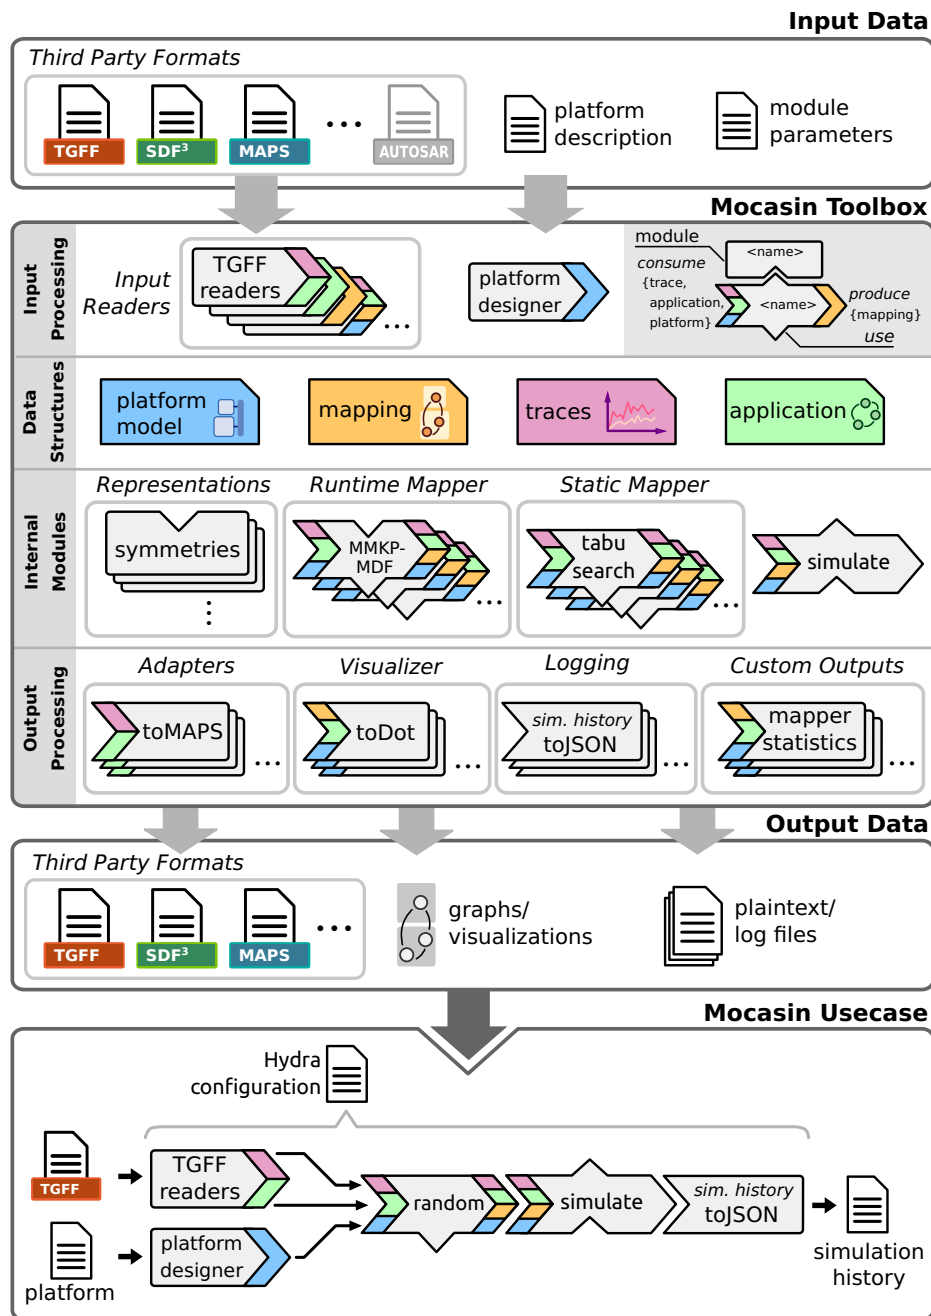 Input Data
Third Party Formats
TGFF
SDF³
MAPS
...
AUTOSAR
platform
description
module
parameters
Mocasin Toolbox
Input
Processing
Input
Readers
TGFF
readers
...
platform
designer
module
<name>
consume
{trace,
application,
platform}
<name>
produce
{mapping}
use
Data
Structures
platform
model
mapping
traces
application
Internal
Modules
Representations
symmetries
...
Runtime Mapper
MMKP-
MDF
...
Static Mapper
tabu
search
...
simulate
Output
Processing
Adapters
toMAPS
...
Visualizer
toDot
...
Logging
sim. history
toJSON
...
Custom Outputs
mapper
statistics
...
Output Data
Third Party Formats
TGFF
SDF³
MAPS
...
graphs/
visualizations
plaintext/
log files
Mocasin Usecase
Hydra
configuration
TGFF
TGFF
readers
platform
platform
designer
random
simulate
sim. history
toJSON
simulation
history